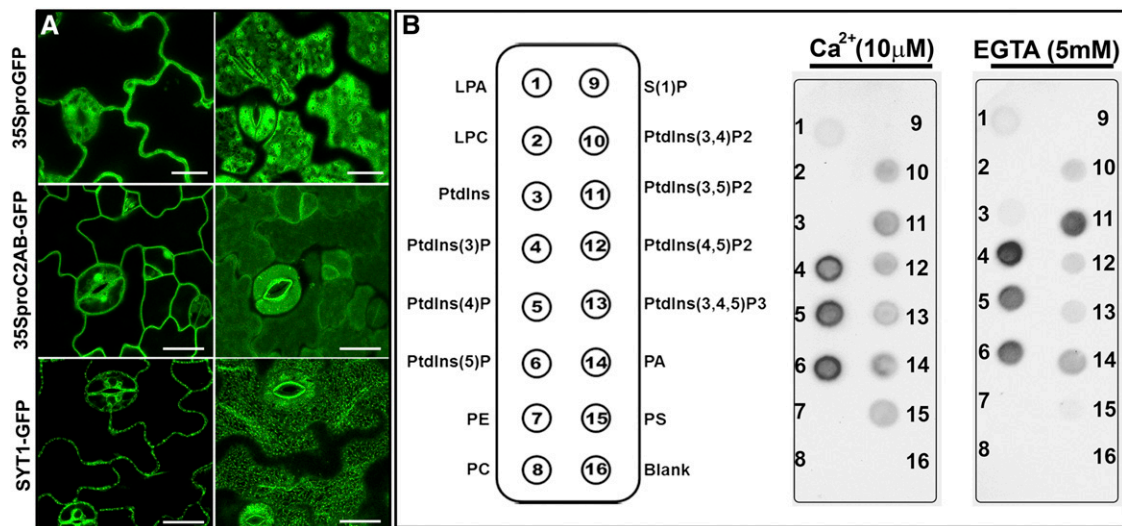 A
35SproGFP
35SproC2AB-GFP
SYT1-GFP
B
LPA 1 9 S(1)P
LPC 2 10 PtdIns(3,4)P2
PtdIns 3 11 PtdIns(3,5)P2
PtdIns(3)P 4 12 PtdIns(4,5)P2
PtdIns(4)P 5 13 PtdIns(3,4,5)P3
PtdIns(5)P 6 14 PA
PE 7 15 PS
PC 8 16 Blank
Ca²⁺(10μM)
1 9
2 10
3 11
4 12
5 13
6 14
7 15
8 16
EGTA (5mM)
1 9
2 10
3 11
4 12
5 13
6 14
7 15
8 16